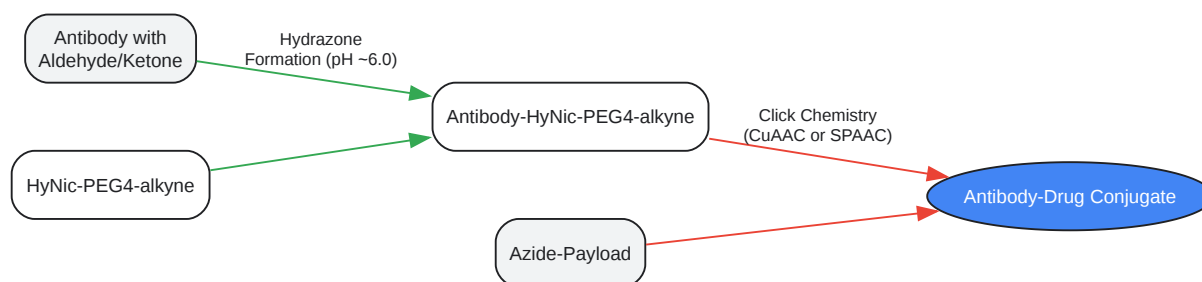 Antibody with
Aldehyde/Ketone
Hydrazone
Formation (pH ~6.0)
HyNic-PEG4-alkyne
Antibody-HyNic-PEG4-alkyne
Click Chemistry
(CuAAC or SPAAC)
Azide-Payload
Antibody-Drug Conjugate